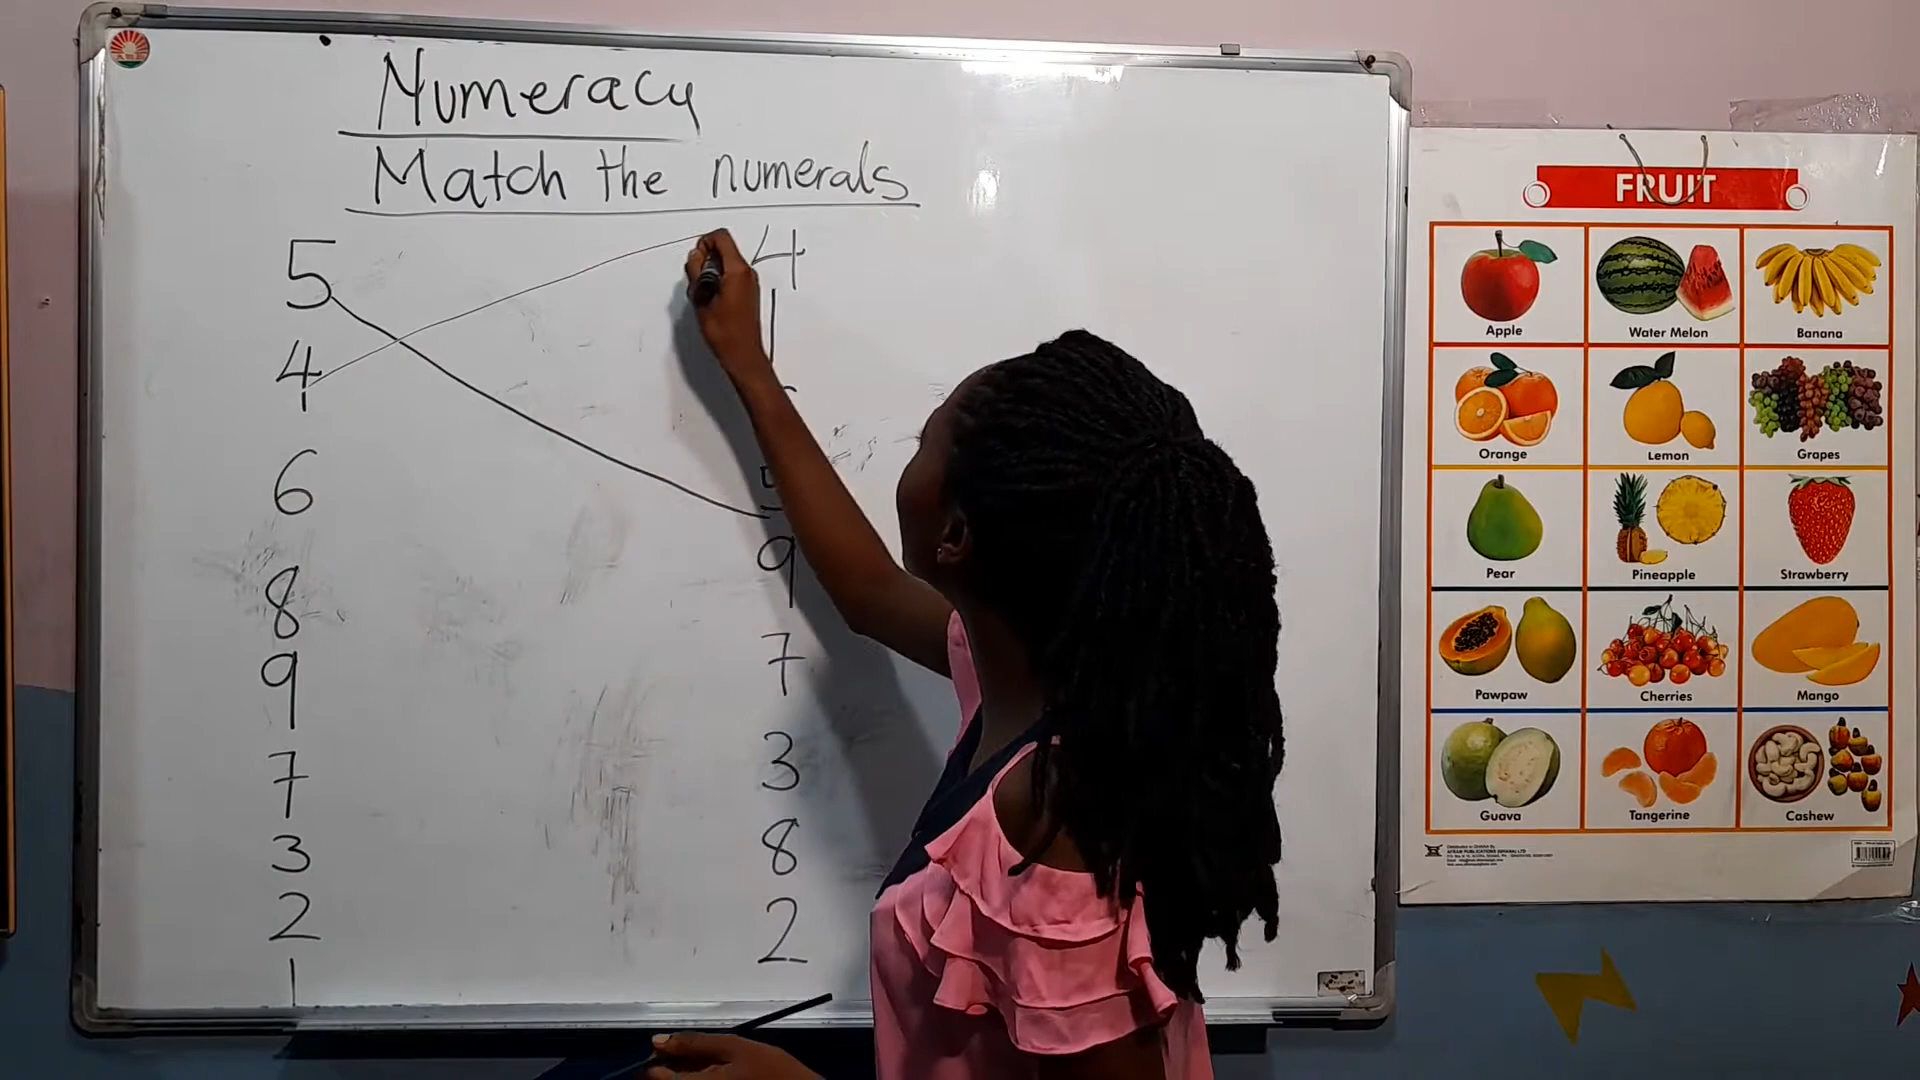 Numeracy
Match the numerals
5 4
4 1
6
8 5
9 9
7 7
3 3
2 8
1 2
FRUIT
Apple Water Melon Banana
Orange Lemon Grapes
Pear Pineapple Strawberry
Pawpaw Cherries Mango
Guava Tangerine Cashew